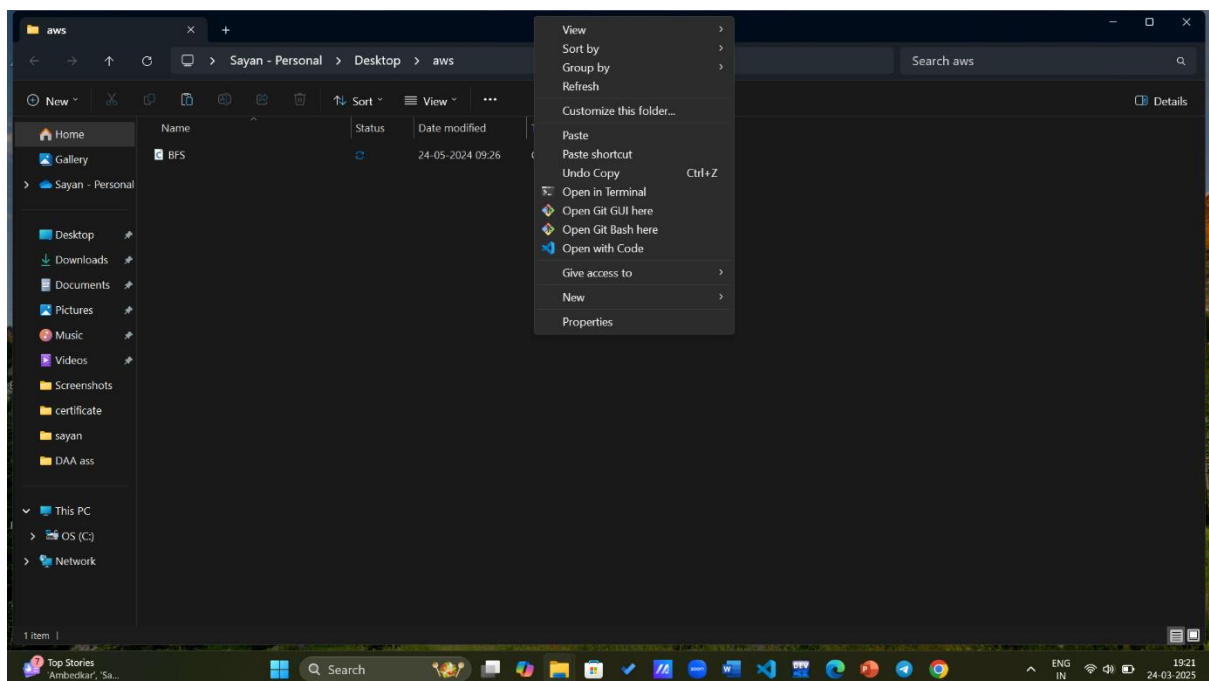 aws
Sayan - Personal > Desktop > aws
Search aws
New
Sort
View
Details
Home
Gallery
Sayan - Personal
Desktop
Downloads
Documents
Pictures
Music
Videos
Screenshots
certificate
sayan
DAA ass
This PC
OS (C:)
Network
Name Status Date modified
BFS 24-05-2024 09:26
View
Sort by
Group by
Refresh
Customize this folder...
Paste
Paste shortcut
Undo Copy Ctrl+Z
Open in Terminal
Open Git GUI here
Open Git Bash here
Open with Code
Give access to
New
Properties
1 item
7
Top Stories
'Ambedkar', 'Sa...
Search
DEV
zoom
W
P
ENG
IN
19:21
24-03-2025